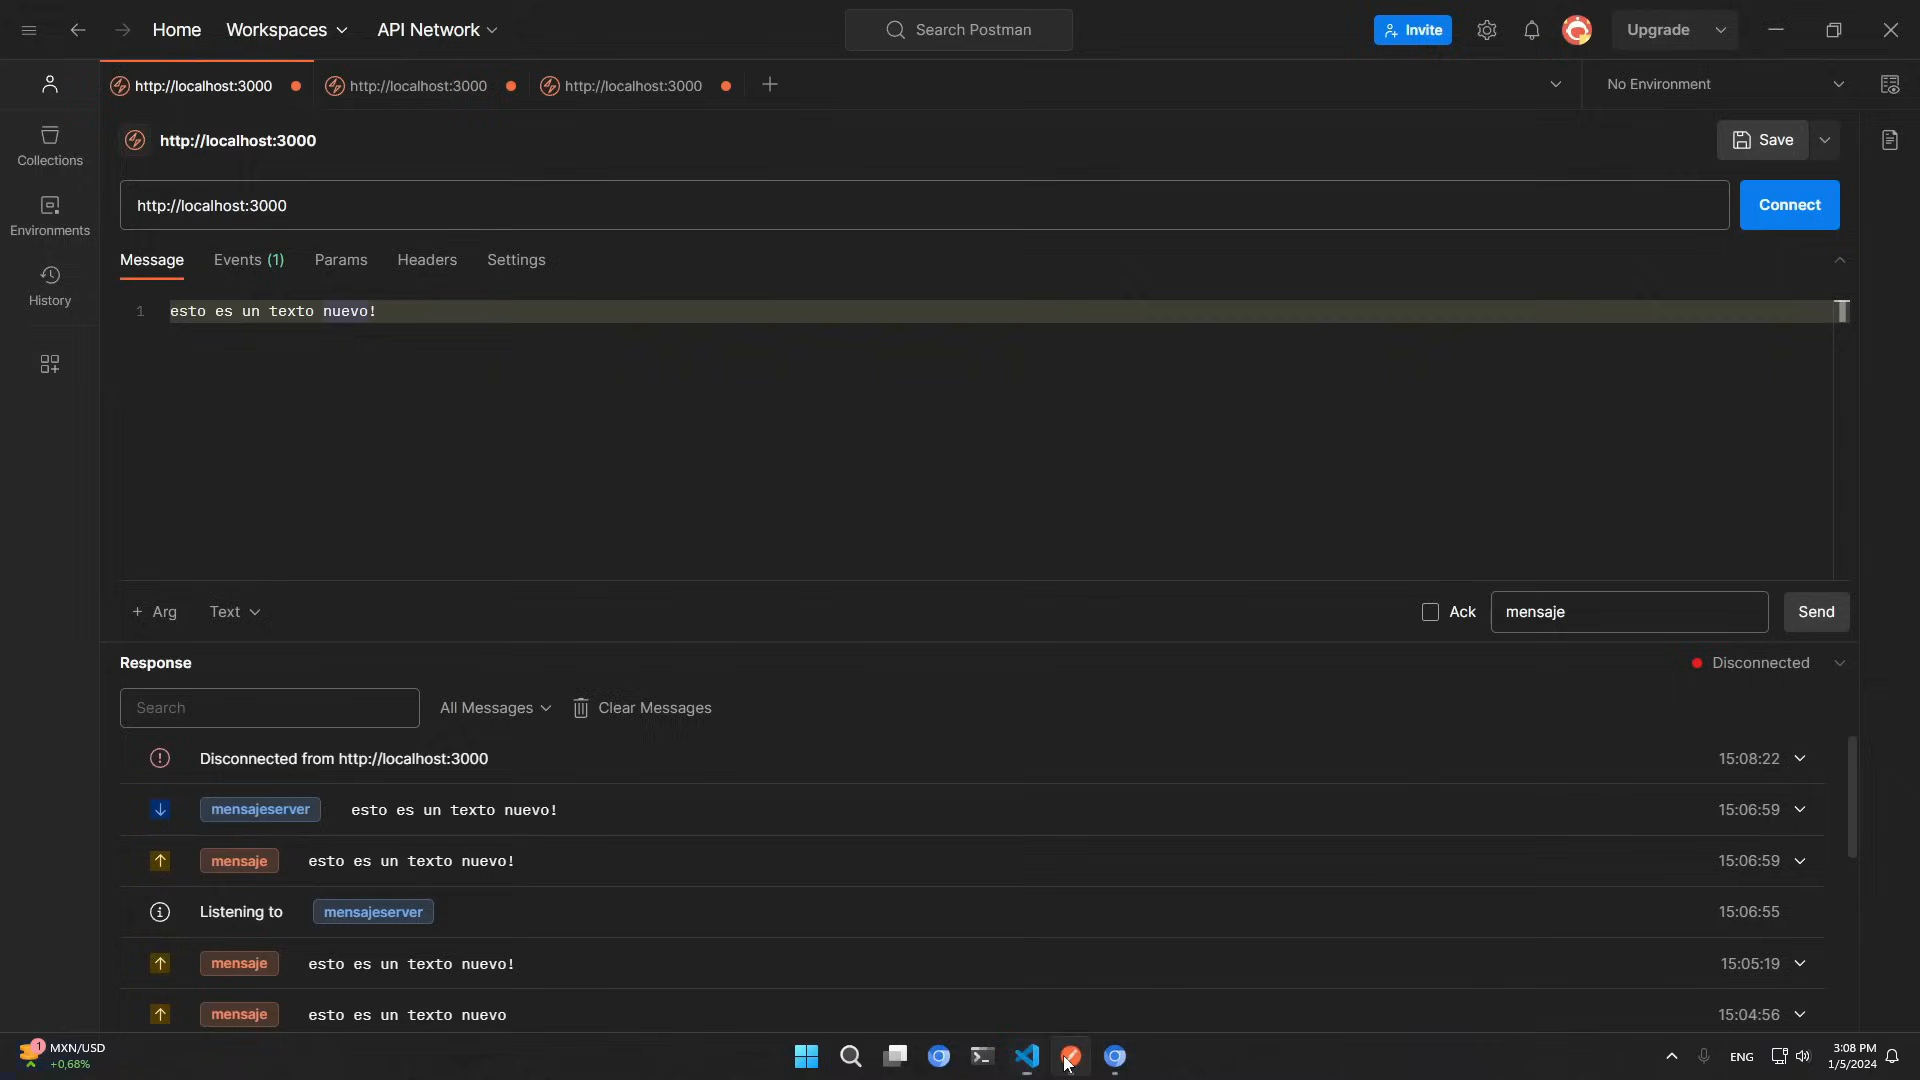 Home Workspaces API Network Search Postman Invite Upgrade
http://localhost:3000 http://localhost:3000 http://localhost:3000 No Environment
http://localhost:3000 Save
Collections
http://localhost:3000 Connect
Environments
Message Events (1) Params Headers Settings
History
1 esto es un texto nuevo!
+ Arg Text Ack mensaje Send
Response Disconnected
Search All Messages Clear Messages
Disconnected from http://localhost:3000 15:08:22
mensajeserver esto es un texto nuevo! 15:06:59
mensaje esto es un texto nuevo! 15:06:59
Listening to mensajeserver 15:06:55
mensaje esto es un texto nuevo! 15:05:19
mensaje esto es un texto nuevo 15:04:56
1 MXN/USD
+0,68%
ENG
3:08 PM
1/5/2024